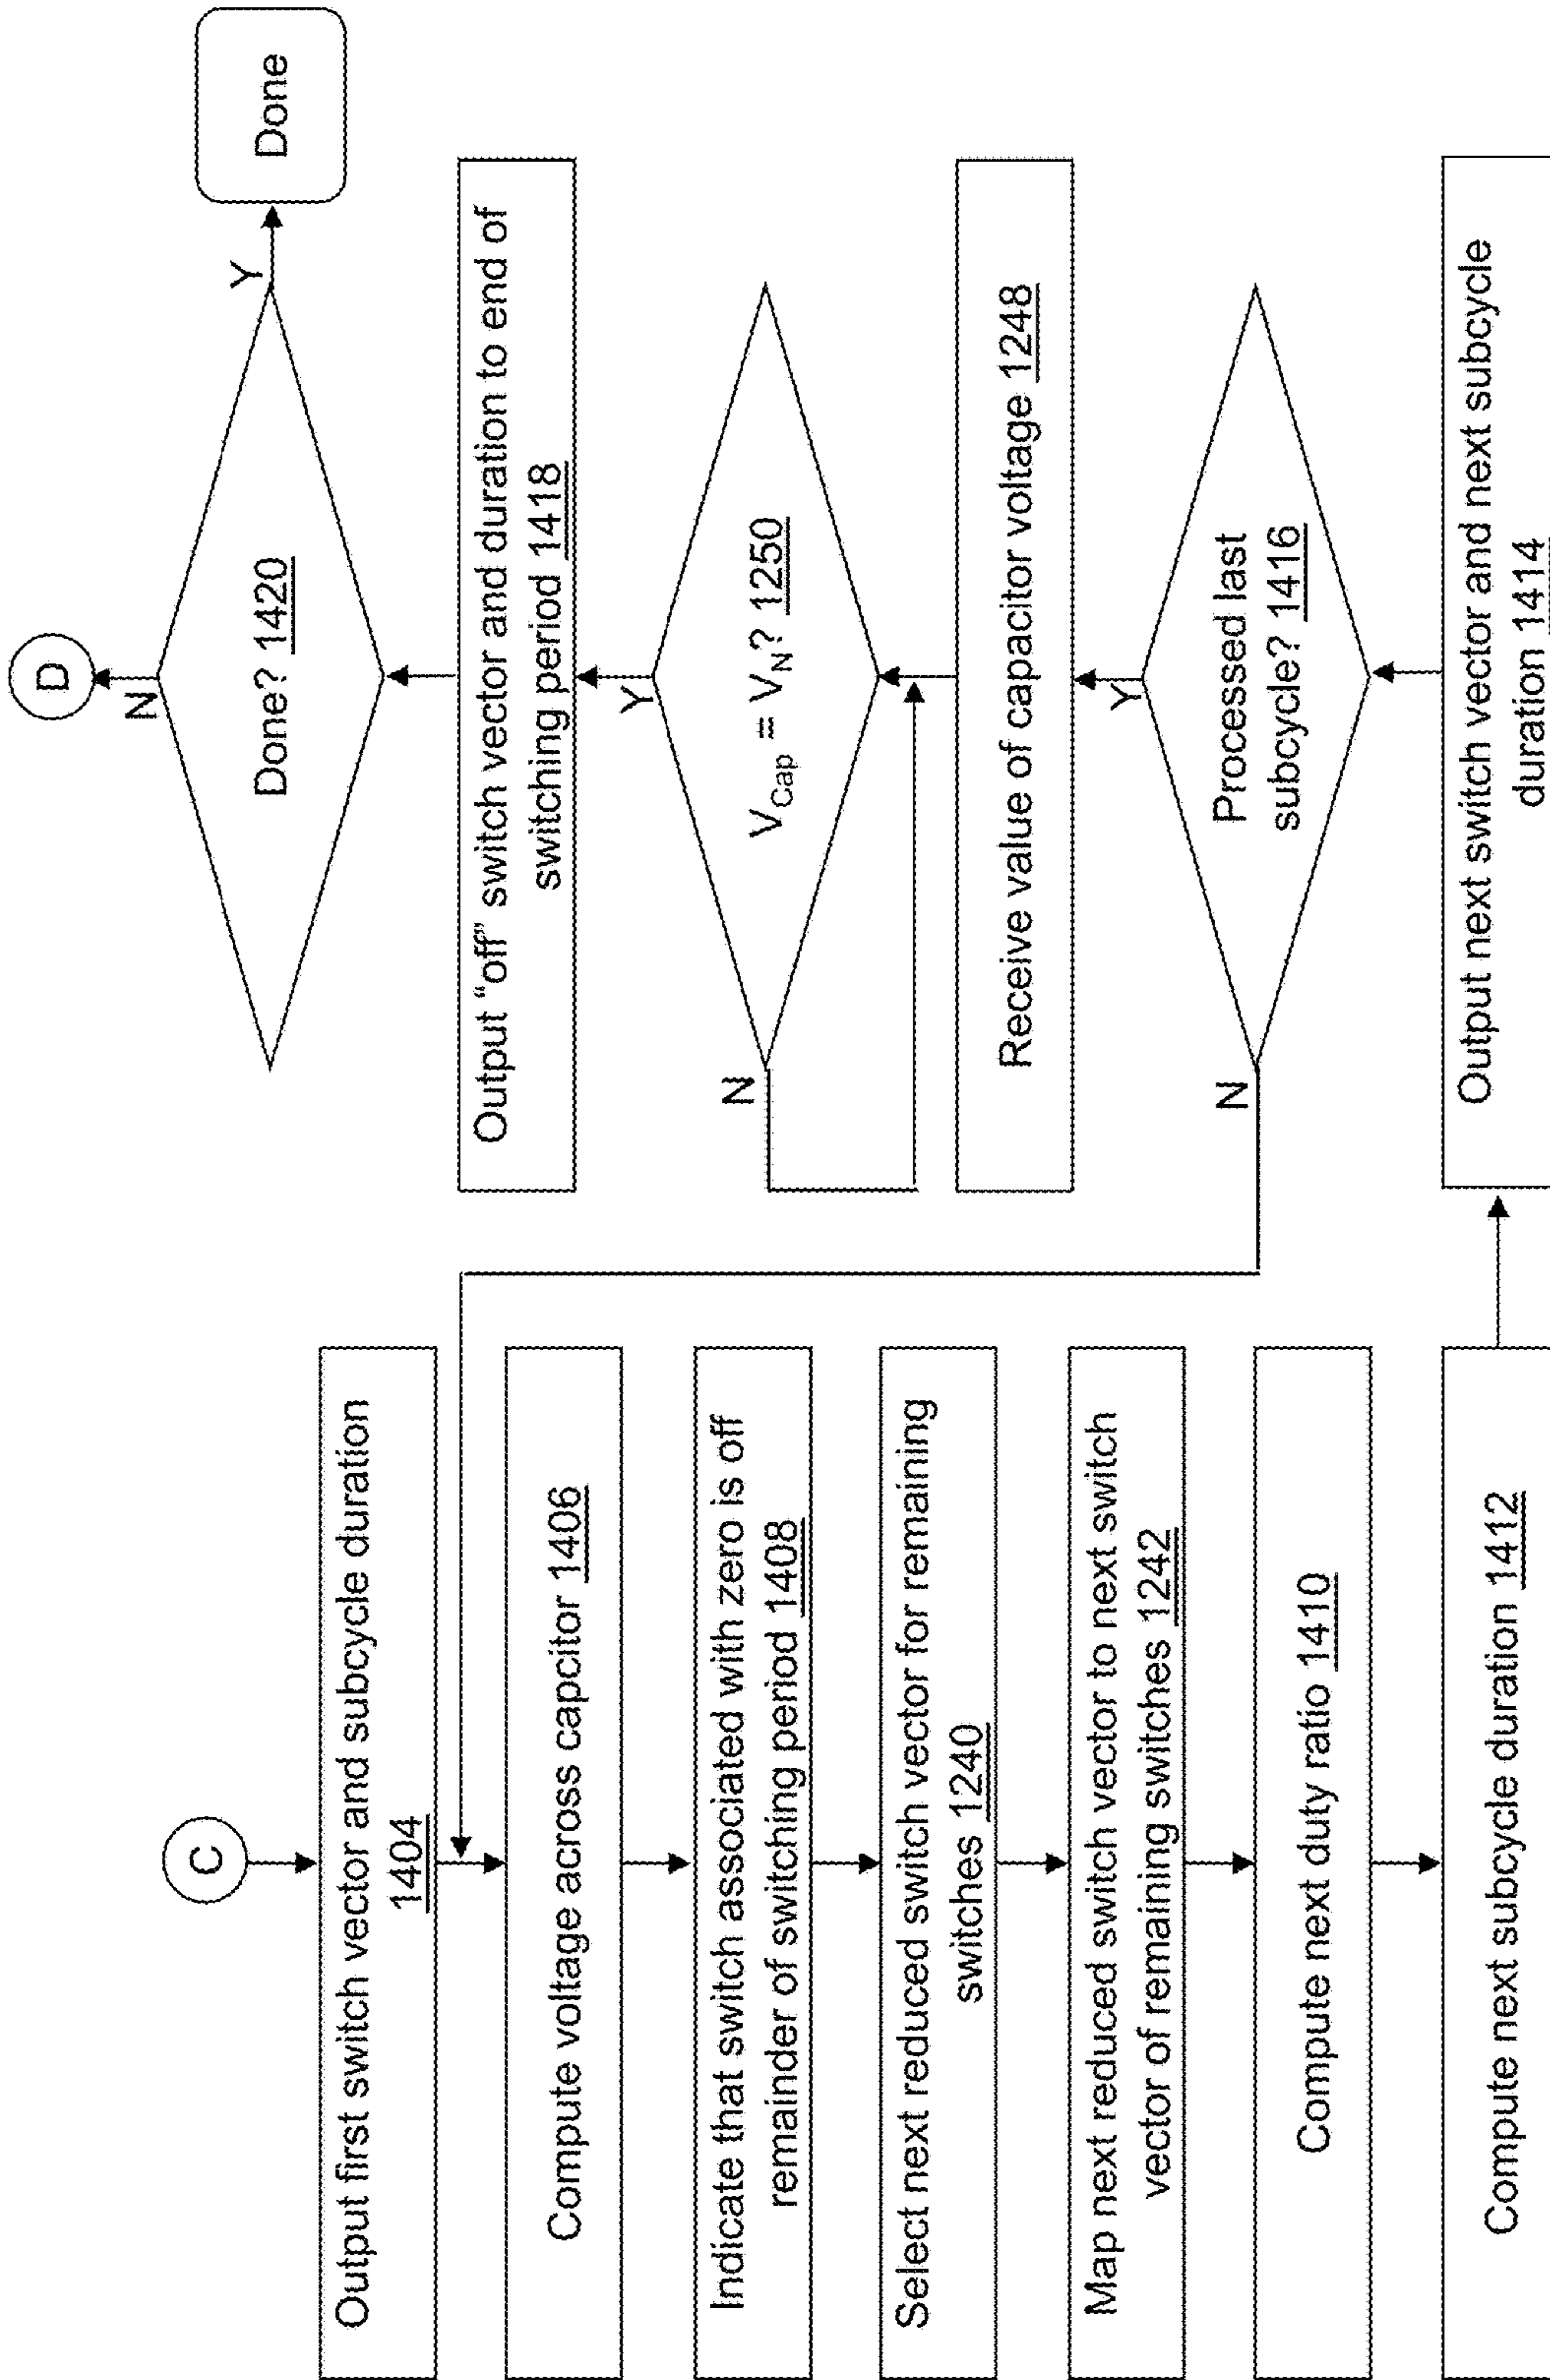 C
Output first switch vector and subcycle duration
1404
Compute voltage across capcitor 1406
Indicate that switch associated with zero is off
remainder of switching period 1408
Select next reduced switch vector for remaining
switches 1240
Map next reduced switch vector to next switch
vector of remaining switches 1242
Compute next duty ratio 1410
Compute next subcycle duration 1412
Output next switch vector and next subcycle
duration 1414
Processed last
subcycle? 1416
N
Y
Receive value of capacitor voltage 1248
V_Cap = V_N? 1250
N
Y
Output “off” switch vector and duration to end of
switching period 1418
Done? 1420
N
Y
D
Done